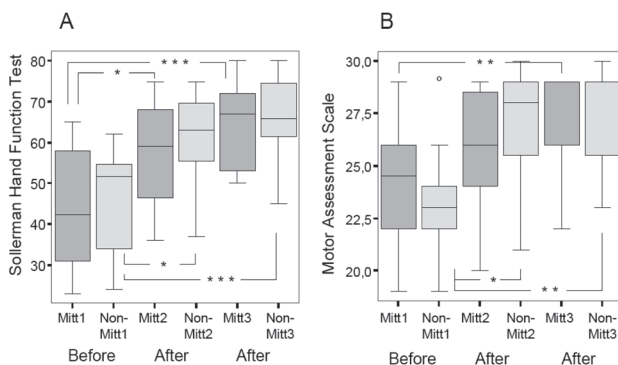 A
Sollerman Hand Function Test
80
70
60
50
40
30
* * *
*
*
* * *
Mitt1 Non-Mitt1 Mitt2 Non-Mitt2 Mitt3 Non-Mitt3
Before After After
B
Motor Assessment Scale
30,0
27,5
25,0
22,5
20,0
* *
*
* *
Mitt1 Non-Mitt1 Mitt2 Non-Mitt2 Mitt3 Non-Mitt3
Before After After